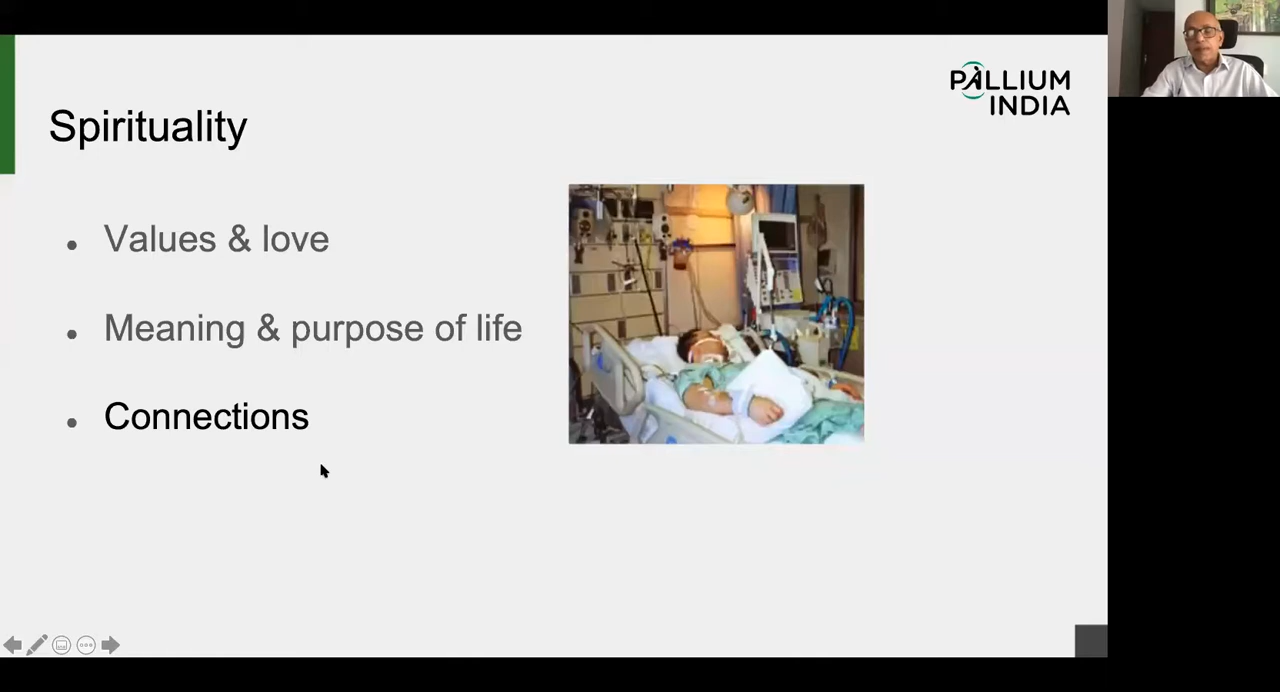 PALLIUM
INDIA
Spirituality
Values & love
Meaning & purpose of life
Connections